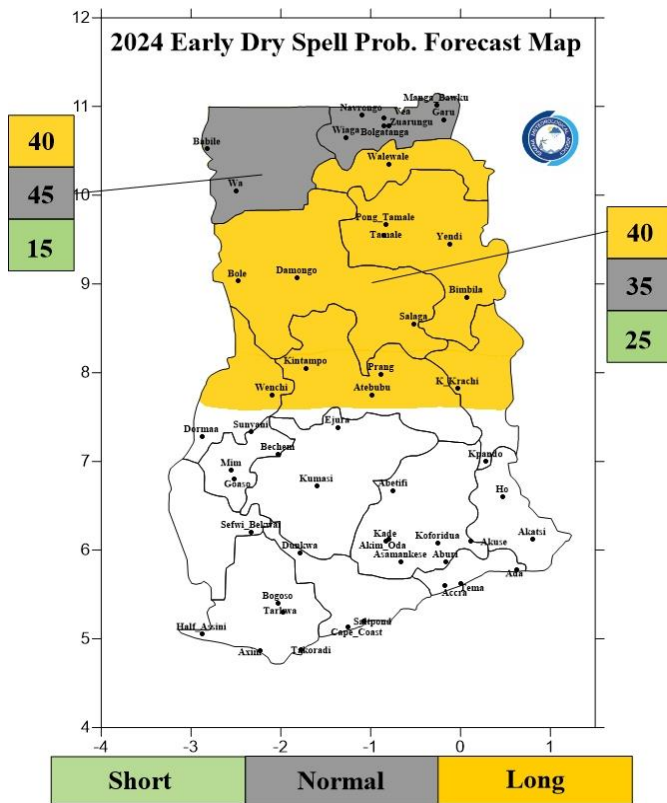 12
2024 Early Dry Spell Prob. Forecast Map
11
Manga_Bawku
Navrongo
Vea
Garu
Zuarungu
Wiaga
Bolgatanga
Babile
40
Walewale
Wa
45
10
Pong_Tamale
Tamale
Yendi
15
40
9
Bole
Damongo
Bimbila
35
Salaga
25
8
Kintampo
Prang
K_Krachi
Wenchi
Atebubu
Ejura
Sunyani
Dormaa
Bechem
7
Kpando
Mim
Goaso
Kumasi
Abetifi
Ho
Sefwi_Bekwai
Kade
Koforidua
Akatsi
6
Akim_Oda
Akuse
Dunkwa
Asamankese
Aburi
Ada
Tema
Accra
Bogoso
Tarkwa
Saltpond
5
Half_Assini
Cape_Coast
Axim
Takoradi
4
-4
-3
-2
-1
0
1
Short
Normal
Long